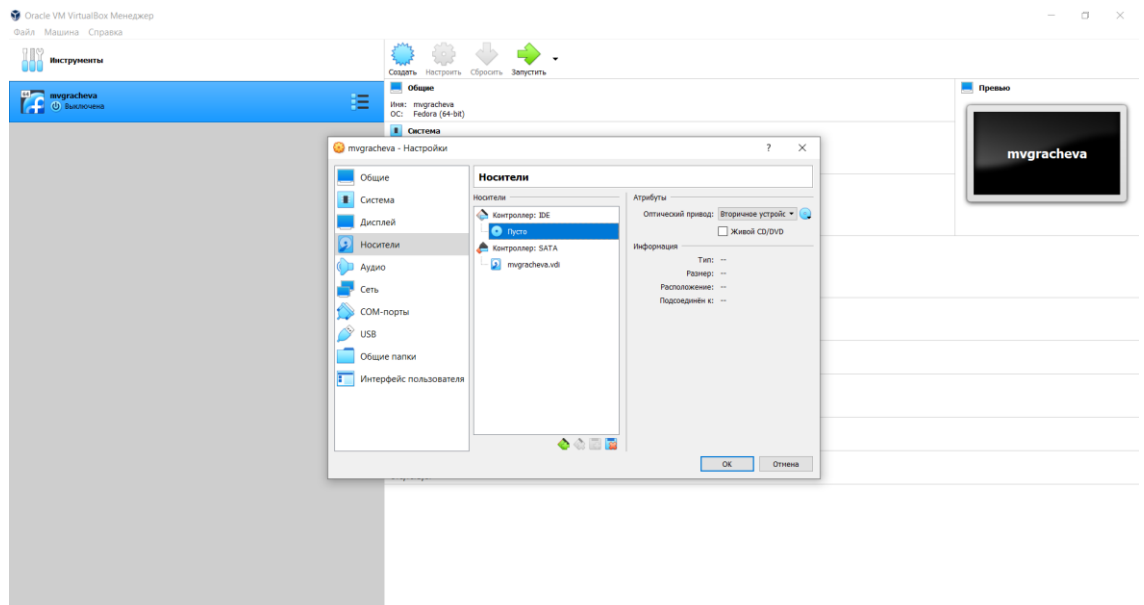 Oracle VM VirtualBox Менеджер
Файл Машина Справка
Инструменты
Создать Настроить Сбросить Запустить
64
mvgracheva
Выключена
Общие
Имя: mvgracheva
ОС: Fedora (64-bit)
Система
Превью
mvgracheva
mvgracheva - Настройки
?
Общие
Система
Дисплей
Носители
Аудио
Сеть
COM-порты
USB
Общие папки
Интерфейс пользователя
Носители
Носители
Контроллер: IDE
Пусто
Контроллер: SATA
mvgracheva.vdi
Атрибуты
Оптический привод: Вторичное устройс
Живой CD/DVD
Информация
Тип: --
Размер: --
Расположение: --
Подсоединён к: --
OK Отмена